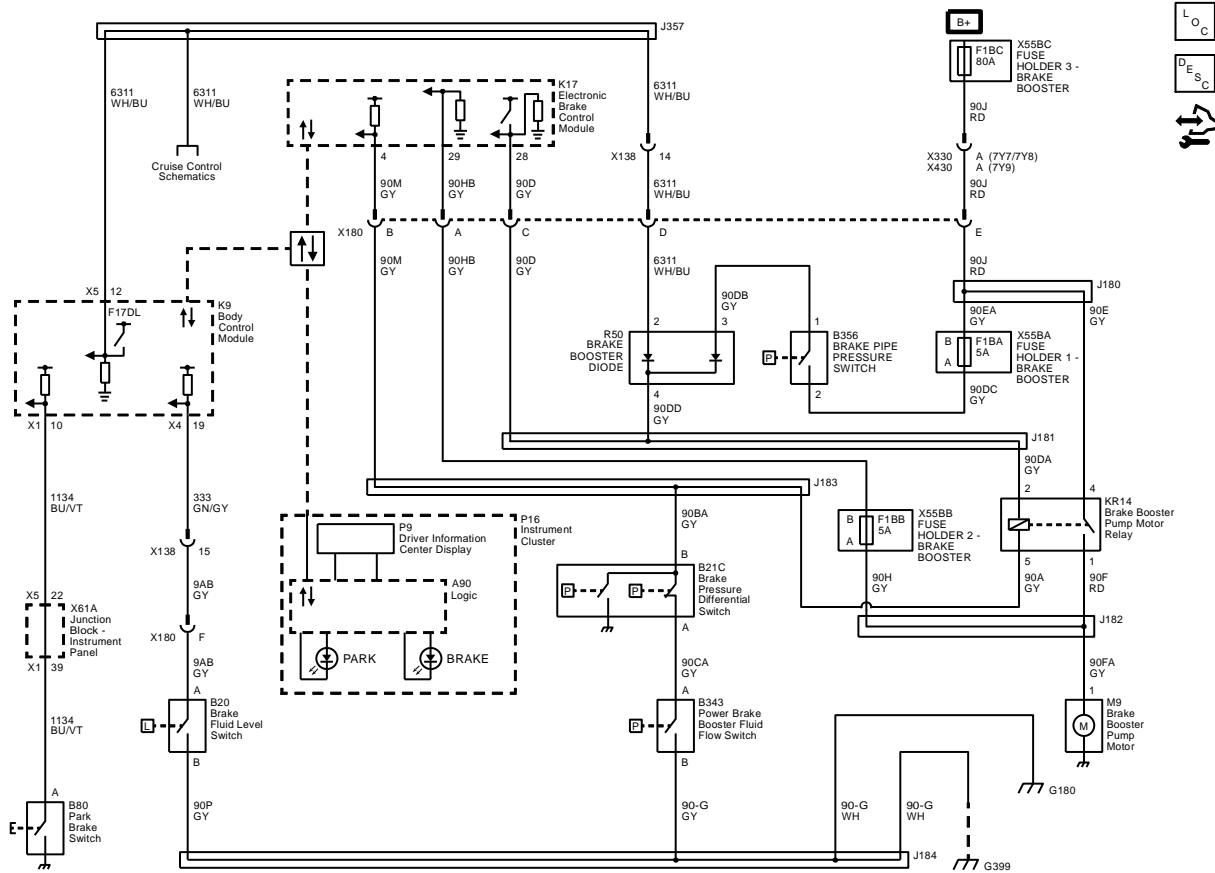 J357
B+
L O C
F1BC
80A
X55BC
FUSE
HOLDER 3 -
BRAKE
BOOSTER
D E S C
6311
WH/BU
6311
WH/BU
K17
Electronic
Brake
Control
Module
6311
WH/BU
90J
RD
Cruise Control
Schematics
4
29
28
X138
14
X330
A (7Y7/7Y8)
X430
A (7Y9)
90M
GY
90HB
GY
90D
GY
6311
WH/BU
90J
RD
X180
B
A
C
D
E
90M
GY
90HB
GY
90D
GY
6311
WH/BU
90J
RD
X5
12
J180
K9
Body
Control
Module
F17DL
90DB
GY
90EA
GY
90E
GY
R50
BRAKE
BOOSTER
DIODE
2
3
1
P
B356
BRAKE PIPE
PRESSURE
SWITCH
B
A
F1BA
5A
X55BA
FUSE
HOLDER 1 -
BRAKE
BOOSTER
4
2
90DD
GY
90DC
GY
X1
10
X4
19
J181
90DA
GY
J183
2
4
1134
BU/VT
333
GN/GY
90BA
GY
KR14
Brake Booster
Pump Motor
Relay
P16
Instrument
Cluster
P9
Driver Information
Center Display
B
A
F1BB
5A
X55BB
FUSE
HOLDER 2 -
BRAKE
BOOSTER
X138
15
B
5
1
9AB
GY
A90
Logic
P
P
B21C
Brake
Pressure
Differential
Switch
90H
GY
90A
GY
90F
RD
X5
22
X61A
Junction
Block -
Instrument
Panel
X180
F
A
J182
X1
39
9AB
GY
PARK
BRAKE
90CA
GY
90FA
GY
A
L
B20
Brake
Fluid Level
Switch
A
P
B343
Power Brake
Booster Fluid
Flow Switch
1
M
M9
Brake
Booster
Pump
Motor
1134
BU/VT
B
B
A
B80
Park
Brake
Switch
90P
GY
90-G
GY
90-G
WH
90-G
WH
G180
J184
G399